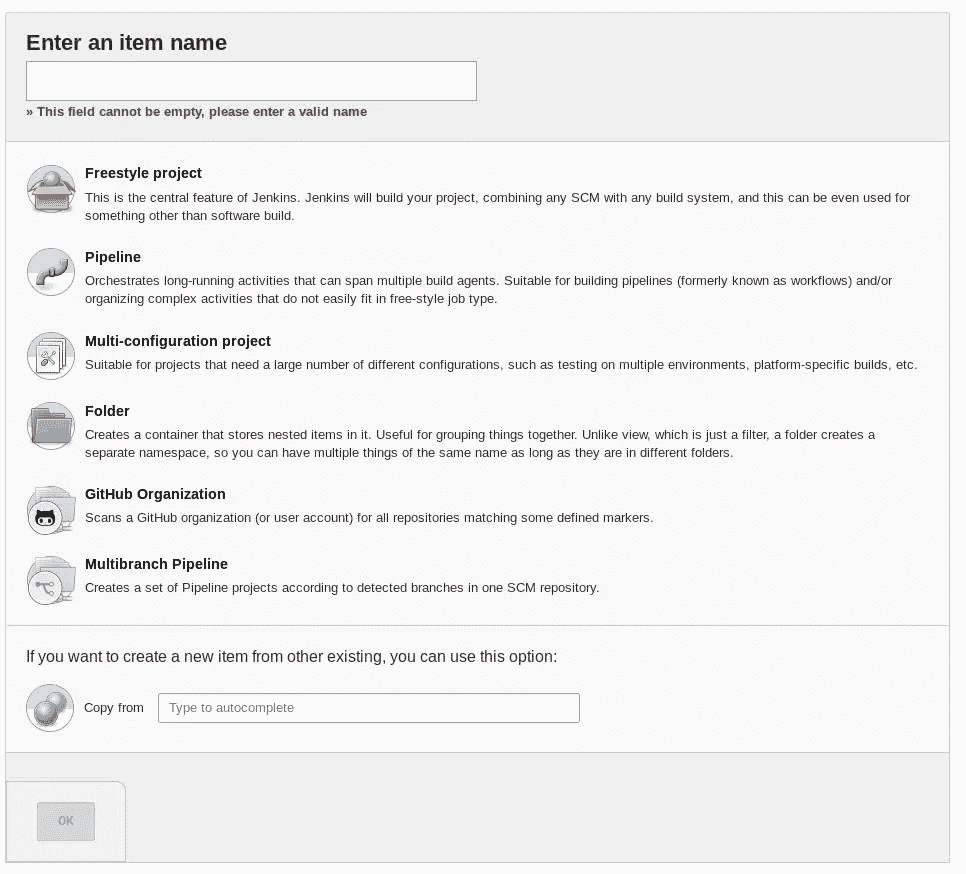 Enter an item name
» This field cannot be empty, please enter a valid name
Freestyle project
This is the central feature of Jenkins. Jenkins will build your project, combining any SCM with any build system, and this can be even used for
something other than software build.
Pipeline
Orchestrates long-running activities that can span multiple build agents. Suitable for building pipelines (formerly known as workflows) and/or
organizing complex activities that do not easily fit in free-style job type.
Multi-configuration project
Suitable for projects that need a large number of different configurations, such as testing on multiple environments, platform-specific builds, etc.
Folder
Creates a container that stores nested items in it. Useful for grouping things together. Unlike view, which is just a filter, a folder creates a
separate namespace, so you can have multiple things of the same name as long as they are in different folders.
GitHub Organization
Scans a GitHub organization (or user account) for all repositories matching some defined markers.
Multibranch Pipeline
Creates a set of Pipeline projects according to detected branches in one SCM repository.
If you want to create a new item from other existing, you can use this option:
Copy from Type to autocomplete
OK